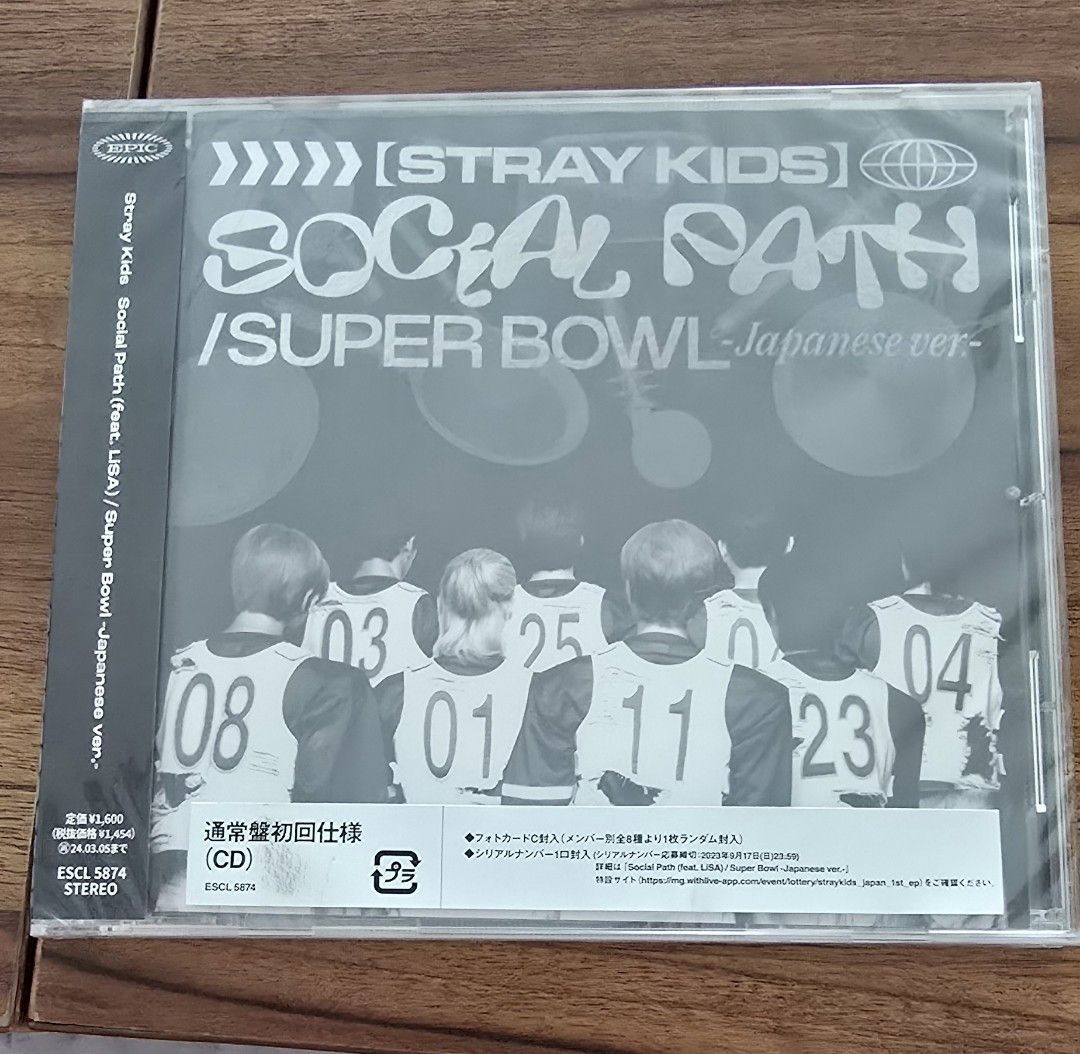 EPIC
Stray Kids Social Path (feat. LiSA) / Super Bowl -Japanese ver.-
定価 ¥1,600
(税抜価格 ¥1,454)
再24.03.05まで
ESCL 5874
STEREO
【STRAY KIDS】
SOCiAL PATH
/SUPER BOWL -Japanese ver.-
03
25
0
04
08
01
11
23
通常盤初回仕様
(CD)
ESCL 5874
プラ
◆フォトカードC封入(メンバー別全8種より1枚ランダム封入)
◆シリアルナンバー1口封入(シリアルナンバー応募締切:2023年9月17日(日)23:59)
詳細は「Social Path (feat. LiSA) / Super Bowl -Japanese ver.-」
特設サイト(https://mg.withlive-app.com/event/lottery/straykids_japan_1st_ep)をご確認ください。